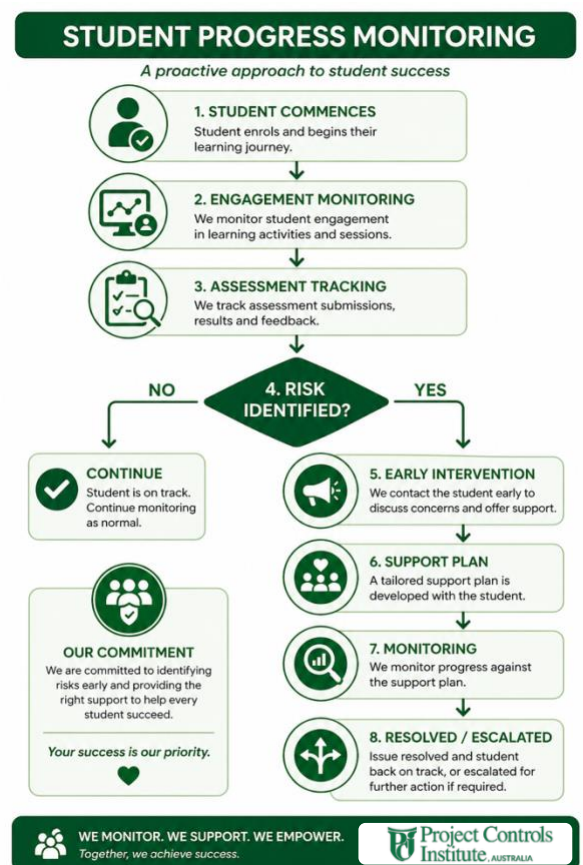 STUDENT PROGRESS MONITORING
A proactive approach to student success
1. STUDENT COMMENCES
Student enrols and begins their
learning journey.
2. ENGAGEMENT MONITORING
We monitor student engagement
in learning activities and sessions.
3. ASSESSMENT TRACKING
We track assessment submissions,
results and feedback.
4. RISK
IDENTIFIED?
NO
YES
CONTINUE
Student is on track.
Continue monitoring
as normal.
5. EARLY INTERVENTION
We contact the student early to
discuss concerns and offer support.
6. SUPPORT PLAN
A tailored support plan is
developed with the student.
7. MONITORING
We monitor progress against
the support plan.
8. RESOLVED / ESCALATED
Issue resolved and student
back on track, or escalated for
further action if required.
OUR COMMITMENT
We are committed to identifying
risks early and providing the
right support to help every
student succeed.
Your success is our priority.
WE MONITOR. WE SUPPORT. WE EMPOWER.
Together, we achieve success.
Project Controls
Institute, AUSTRALIA